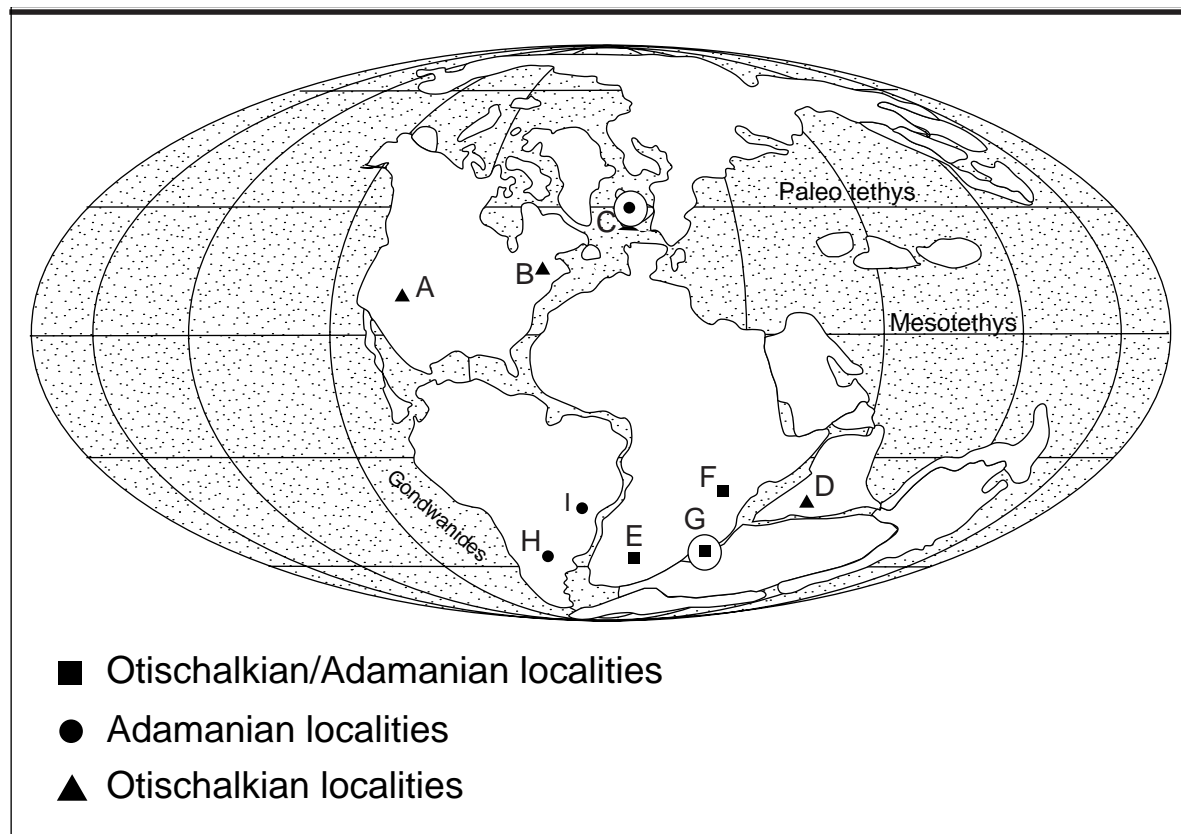 Paleo tethys
C
B
A
Mesotethys
F
D
Gondwanides
I
G
H
E
Otischalkian/Adamanian localities
Adamanian localities
Otischalkian localities